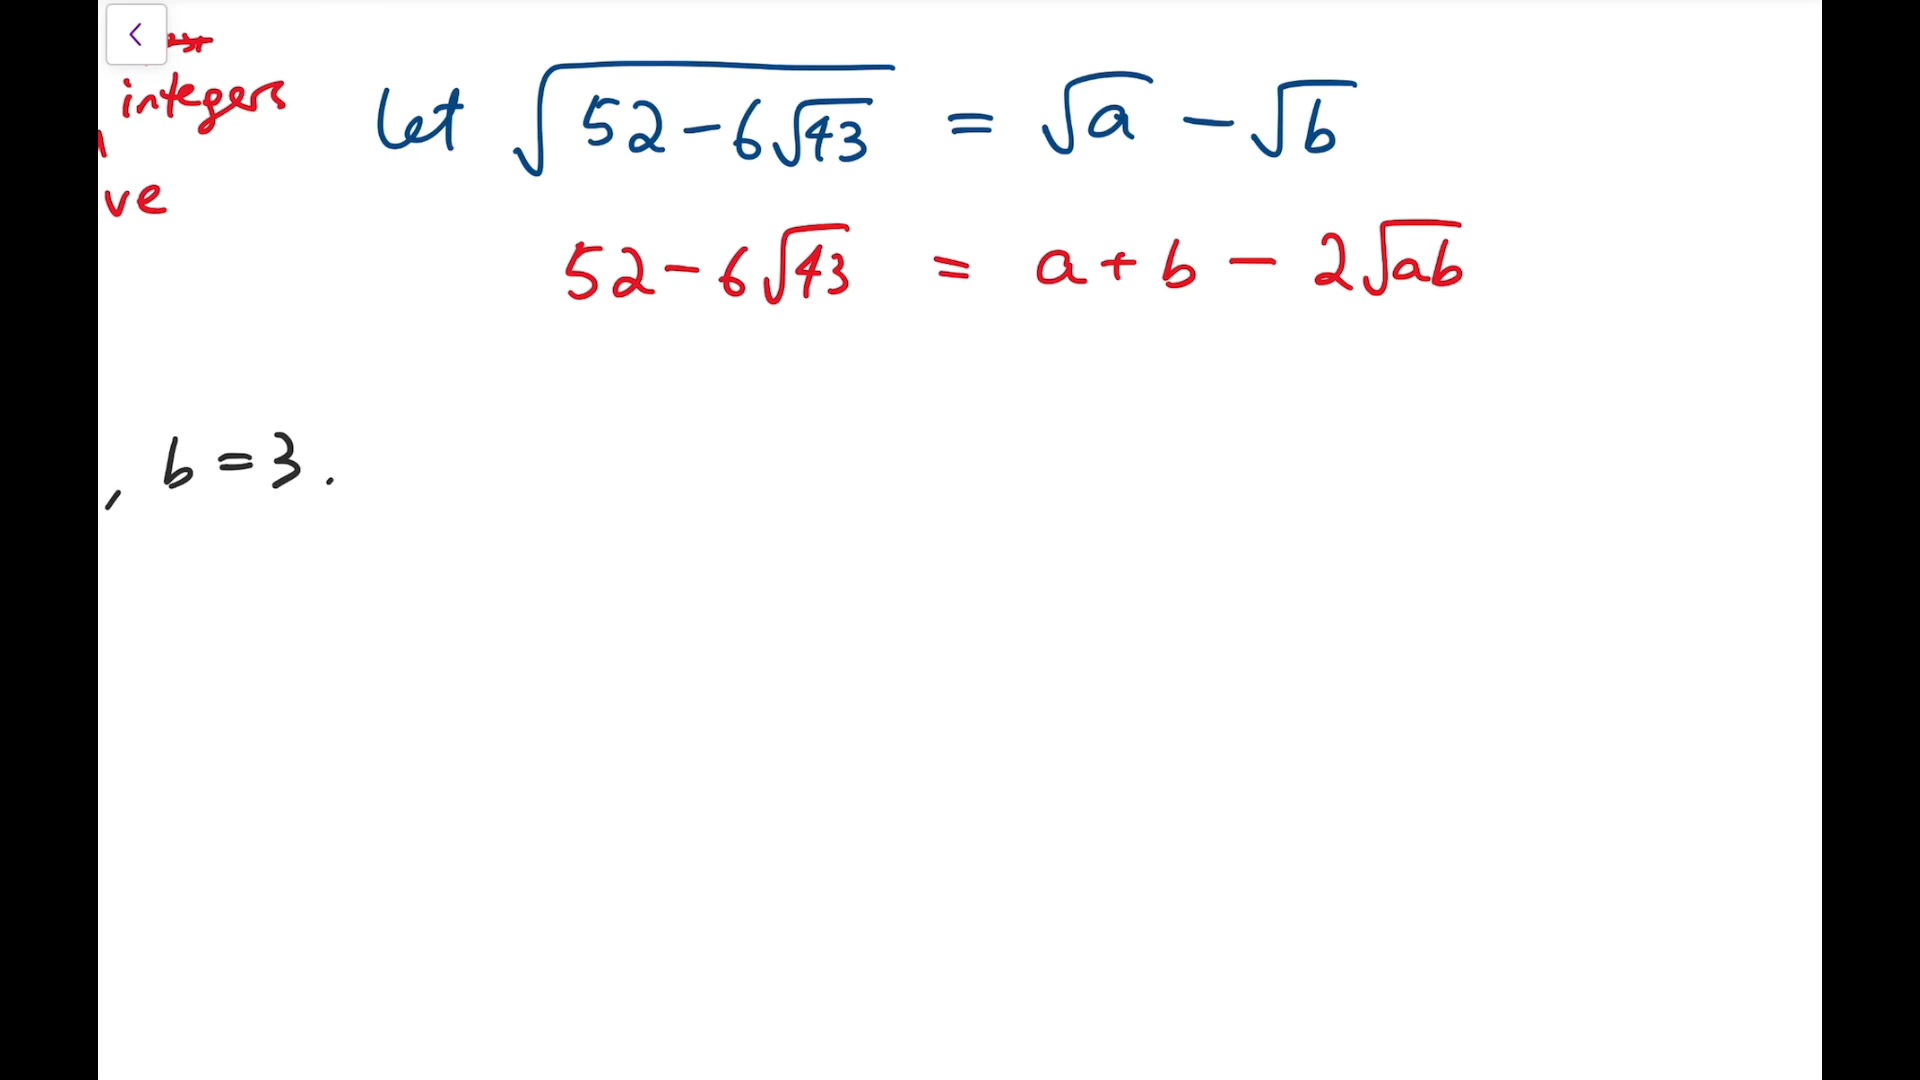 integers
let √(52-6√43) = √a - √b
ve
52-6√43 = a + b - 2√ab
, b = 3 .